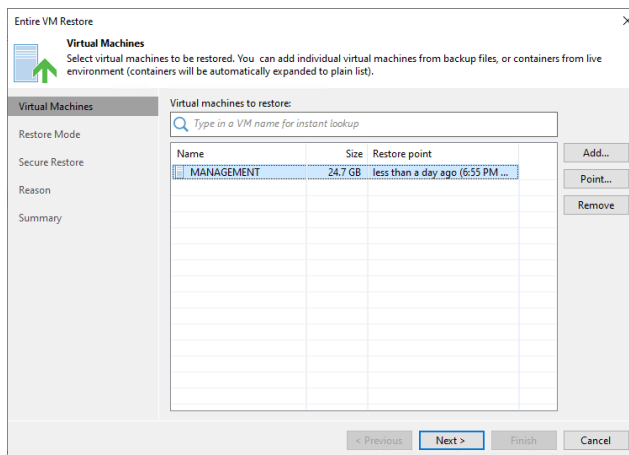 Entire VM Restore
Virtual Machines
Select virtual machines to be restored. You can add individual virtual machines from backup files, or containers from live
environment (containers will be automatically expanded to plain list).
Virtual Machines
Restore Mode
Secure Restore
Reason
Summary
Virtual machines to restore:
Type in a VM name for instant lookup
Name Size Restore point
MANAGEMENT 24.7 GB less than a day ago (6:55 PM ...
Add...
Point...
Remove
< Previous Next > Finish Cancel